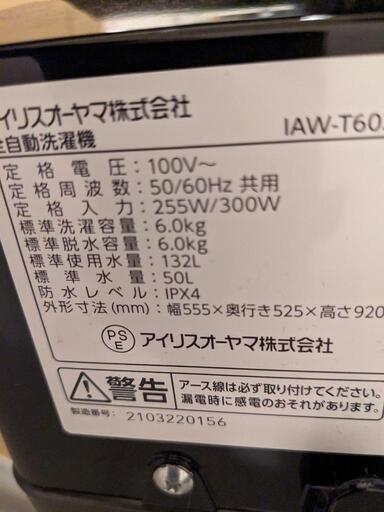 アイリスオーヤマ株式会社
全自動洗濯機 IAW-T60
定格電圧:100V～
定格周波数:50/60Hz 共用
定格入力:255W/300W
標準洗濯容量:6.0kg
標準脱水容量:6.0kg
標準使用水量:132L
標準水量:50L
防水レベル:IPX4
外形寸法(mm):幅555×奥行き525×高さ920
PS
E アイリスオーヤマ株式会社
警告
アース線は必ず取り付けてください。
漏電時に感電のおそれがあります。
製造番号: 2103220156